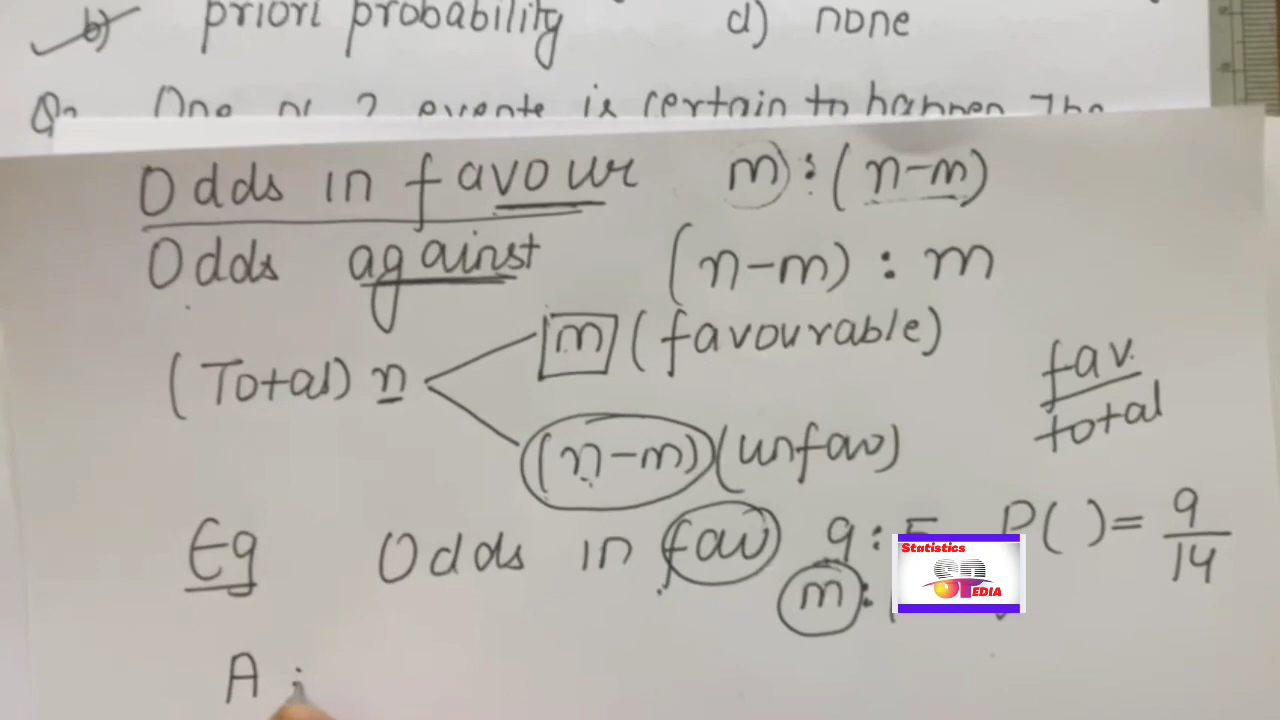 b) priori probability d) none
Odds in favour m : (n-m)
Odds against (n-m) : m
(Total) n m (favourable)
fav.
total
(n-m) (unfav)
Eg Odds in fav 9 : 5 P( ) = 9/14
m :
Statistics
PEDIA
A